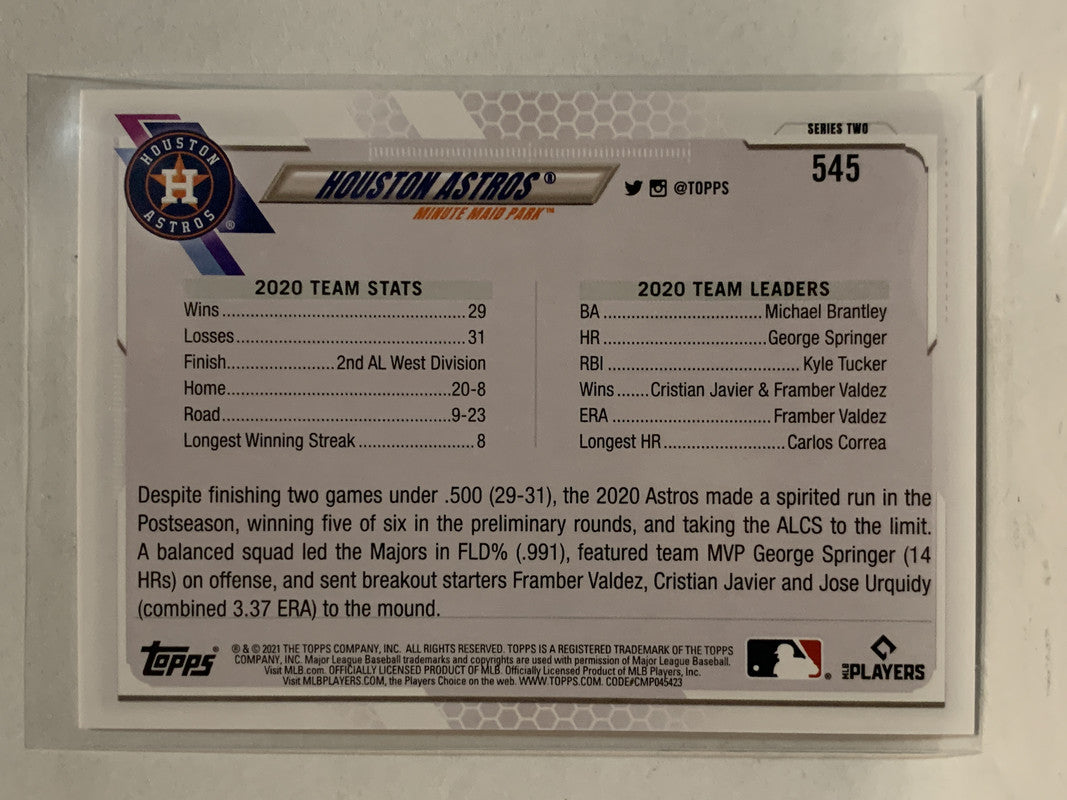 HOUSTON
H
ASTROS ®
HOUSTON ASTROS ®
MINUTE MAID PARK™
@TOPPS
SERIES TWO
545
2020 TEAM STATS
Wins..........29
Losses..........31
Finish..........2nd AL West Division
Home..........20-8
Road..........9-23
Longest Winning Streak..........8
2020 TEAM LEADERS
BA..........Michael Brantley
HR..........George Springer
RBI..........Kyle Tucker
Wins.......Cristian Javier & Framber Valdez
ERA..........Framber Valdez
Longest HR..........Carlos Correa
Despite finishing two games under .500 (29-31), the 2020 Astros made a spirited run in the
Postseason, winning five of six in the preliminary rounds, and taking the ALCS to the limit.
A balanced squad led the Majors in FLD% (.991), featured team MVP George Springer (14
HRs) on offense, and sent breakout starters Framber Valdez, Cristian Javier and Jose Urquidy
(combined 3.37 ERA) to the mound.
topps®
® & © 2021 THE TOPPS COMPANY, INC. ALL RIGHTS RESERVED. TOPPS IS A REGISTERED TRADEMARK OF THE TOPPS
COMPANY, INC. Major League Baseball trademarks and copyrights are used with permission of Major League Baseball.
Visit MLB.com. OFFICIALLY LICENSED PRODUCT OF MLB. Officially Licensed Product of MLB Players, Inc.
Visit MLBPLAYERS.COM, the Players Choice on the web. WWW.TOPPS.COM. CODE#CMP045423
®
MLB PLAYERS